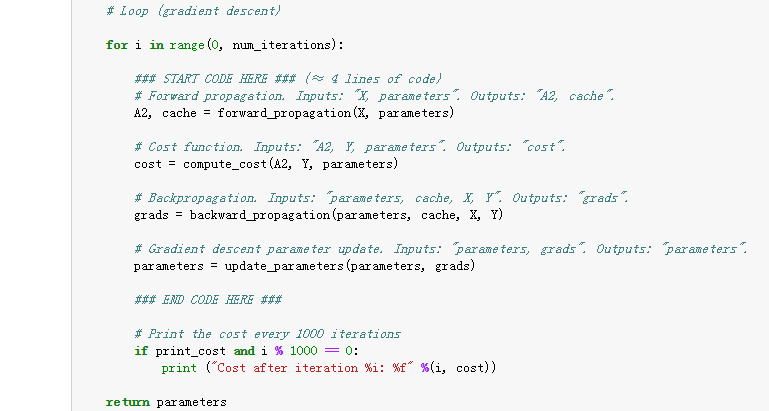 # Loop (gradient descent)
for i in range(0, num_iterations):
### START CODE HERE ### (≈ 4 lines of code)
# Forward propagation. Inputs: "X, parameters". Outputs: "A2, cache".
A2, cache = forward_propagation(X, parameters)
# Cost function. Inputs: "A2, Y, parameters". Outputs: "cost".
cost = compute_cost(A2, Y, parameters)
# Backpropagation. Inputs: "parameters, cache, X, Y". Outputs: "grads".
grads = backward_propagation(parameters, cache, X, Y)
# Gradient descent parameter update. Inputs: "parameters, grads". Outputs: "parameters".
parameters = update_parameters(parameters, grads)
### END CODE HERE ###
# Print the cost every 1000 iterations
if print_cost and i % 1000 == 0:
print ("Cost after iteration %i: %f" %(i, cost))
return parameters